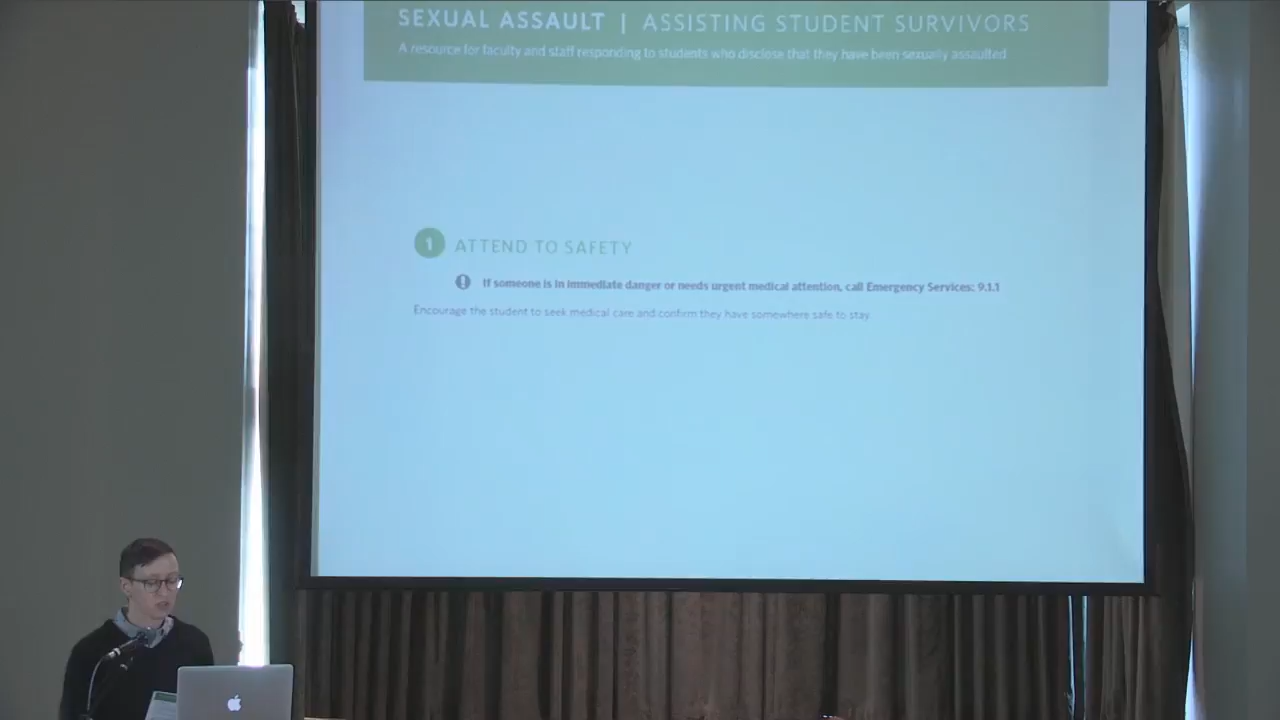 SEXUAL ASSAULT | ASSISTING STUDENT SURVIVORS
A resource for faculty and staff responding to students who disclose that they have been sexually assaulted
1 ATTEND TO SAFETY
! If someone is in immediate danger or needs urgent medical attention, call Emergency Services: 9.1.1
Encourage the student to seek medical care and confirm they have somewhere safe to stay